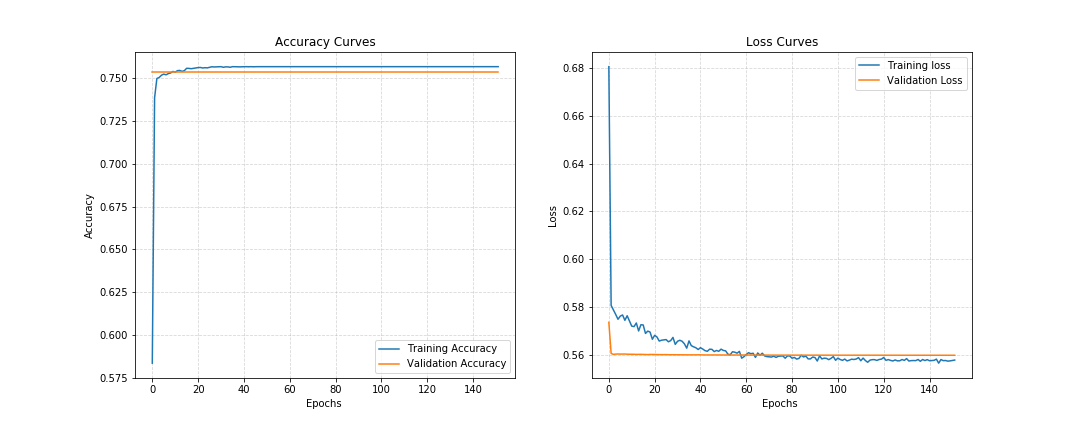 Accuracy Curves
Accuracy
0.750
0.725
0.700
0.675
0.650
0.625
0.600
0.575
0 20 40 60 80 100 120 140
Epochs
Training Accuracy
Validation Accuracy
Loss Curves
Loss
0.68
0.66
0.64
0.62
0.60
0.58
0.56
0 20 40 60 80 100 120 140
Epochs
Training loss
Validation Loss